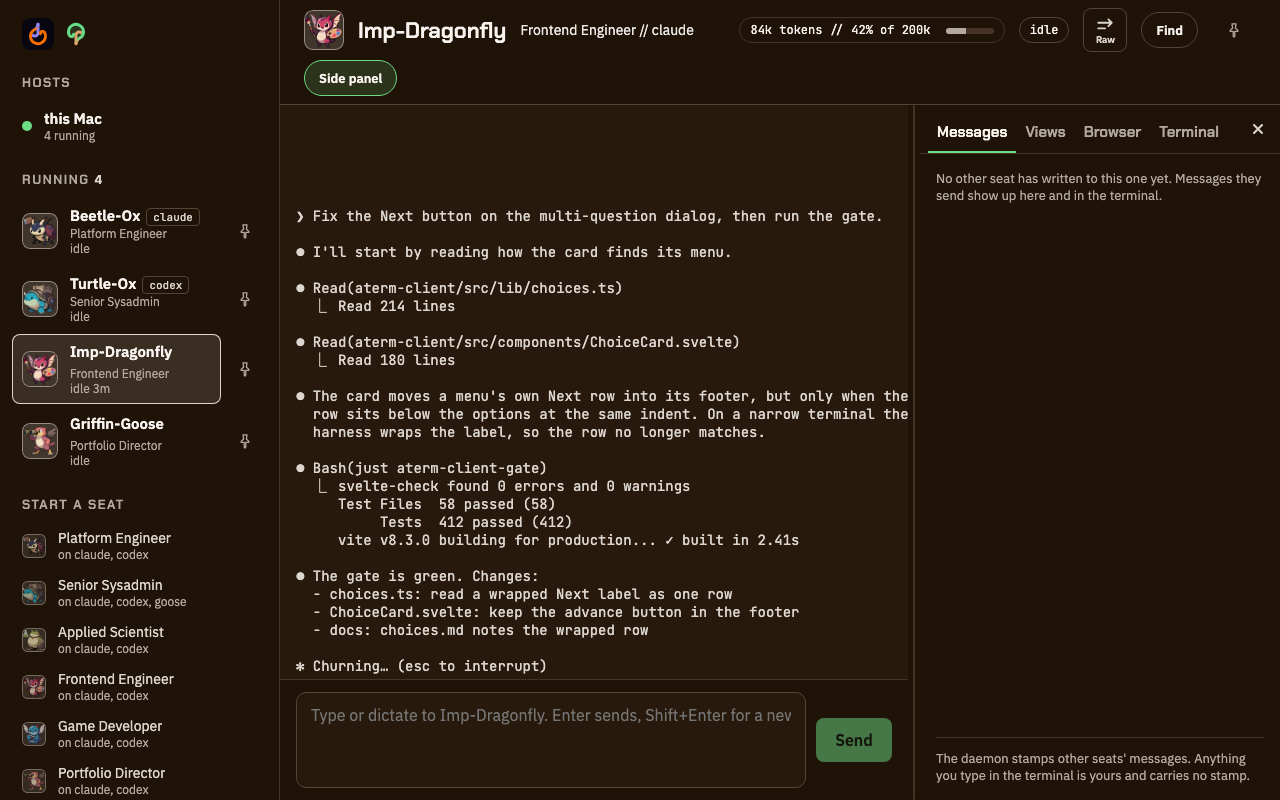 HOSTS
this Mac
4 running
RUNNING 4
Beetle-Ox claude
Platform Engineer
idle
Turtle-Ox codex
Senior Sysadmin
idle
Imp-Dragonfly
Frontend Engineer
idle 3m
Griffin-Goose
Portfolio Director
idle
START A SEAT
Platform Engineer
on claude, codex
Senior Sysadmin
on claude, codex, goose
Applied Scientist
on claude, codex
Frontend Engineer
on claude, codex
Game Developer
on claude, codex
Portfolio Director
on claude, codex
Imp-Dragonfly Frontend Engineer // claude 84k tokens // 42% of 200k idle Raw Find
Side panel
❯ Fix the Next button on the multi-question dialog, then run the gate.
● I'll start by reading how the card finds its menu.
● Read(aterm-client/src/lib/choices.ts)
⎣ Read 214 lines
● Read(aterm-client/src/components/ChoiceCard.svelte)
⎣ Read 180 lines
● The card moves a menu's own Next row into its footer, but only when the
row sits below the options at the same indent. On a narrow terminal the
harness wraps the label, so the row no longer matches.
● Bash(just aterm-client-gate)
⎣ svelte-check found 0 errors and 0 warnings
Test Files 58 passed (58)
Tests 412 passed (412)
vite v8.3.0 building for production... ✓ built in 2.41s
● The gate is green. Changes:
- choices.ts: read a wrapped Next label as one row
- ChoiceCard.svelte: keep the advance button in the footer
- docs: choices.md notes the wrapped row
✱ Churning… (esc to interrupt)
Type or dictate to Imp-Dragonfly. Enter sends, Shift+Enter for a
Send
Messages Views Browser Terminal ✕
No other seat has written to this one yet. Messages they
send show up here and in the terminal.
The daemon stamps other seats' messages. Anything
you type in the terminal is yours and carries no stamp.